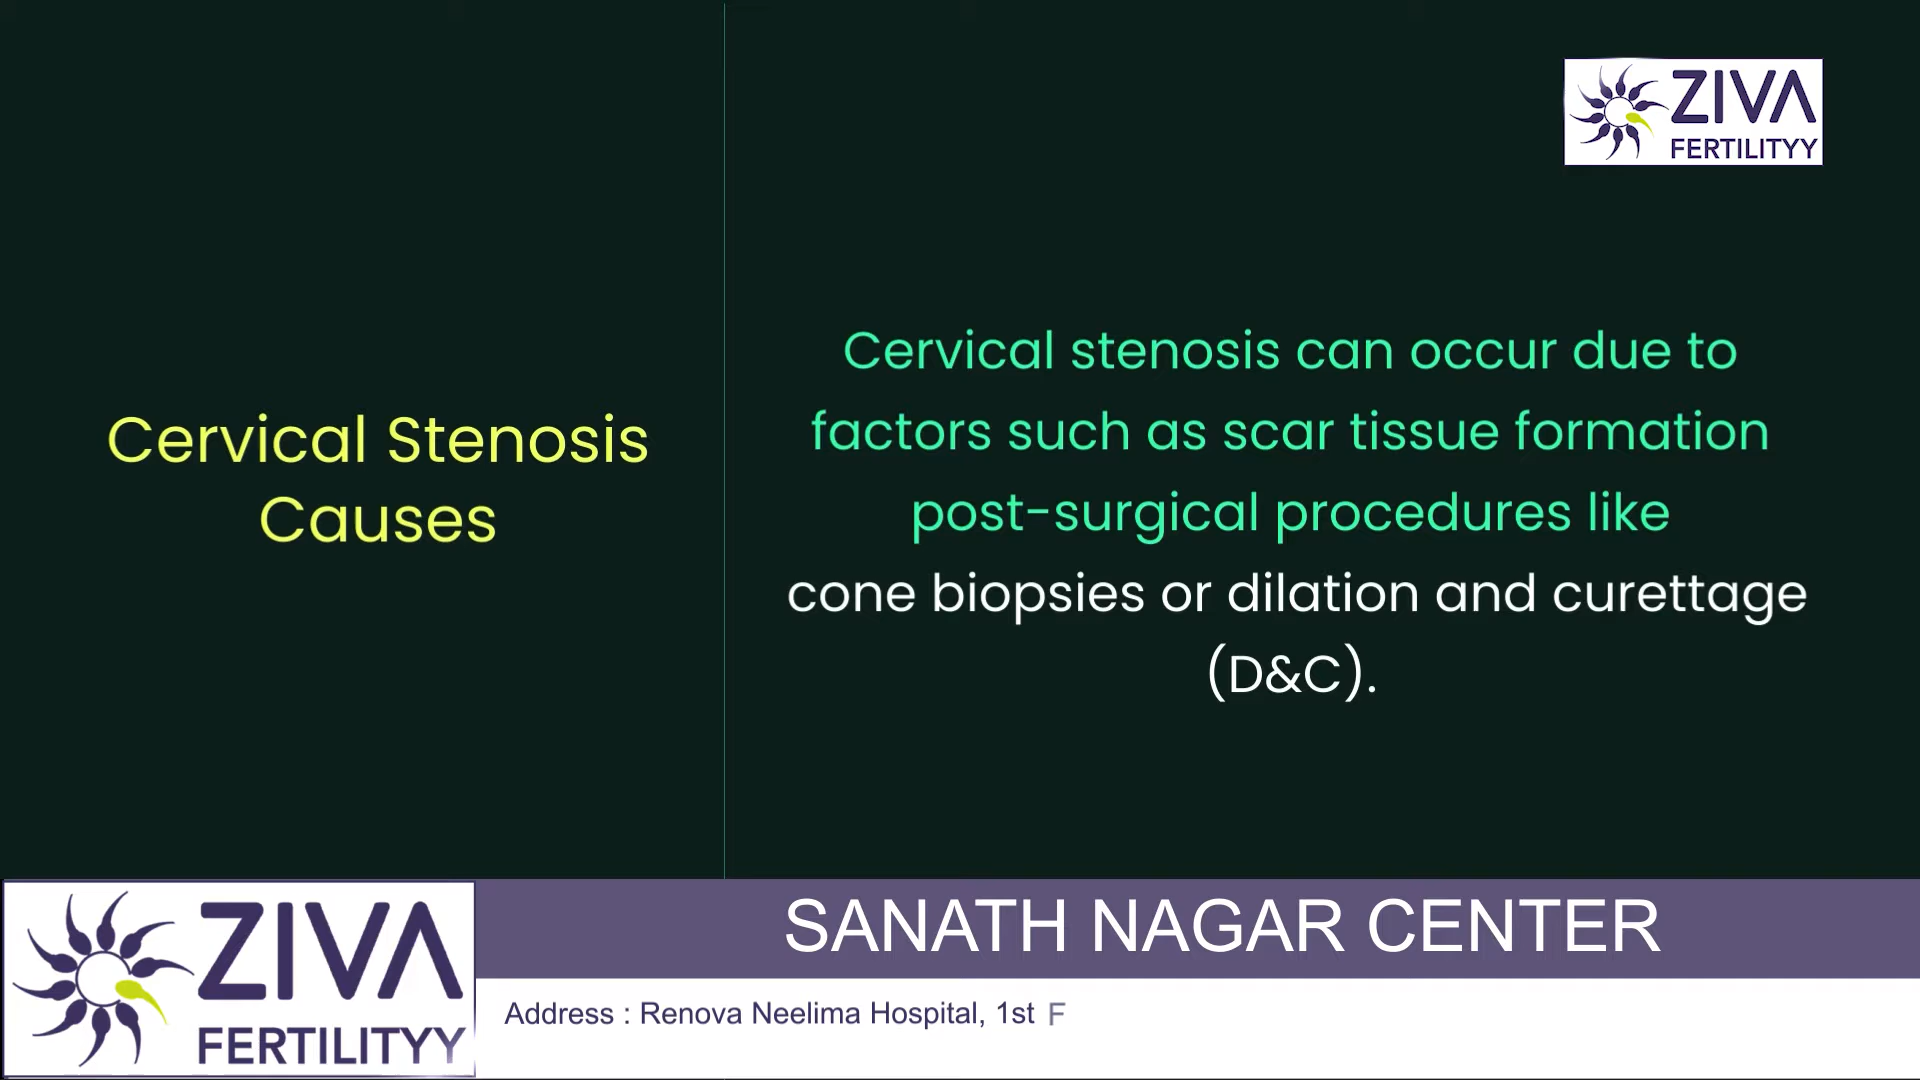 ZIVA
FERTILITYY
Cervical Stenosis
Causes
Cervical stenosis can occur due to
factors such as scar tissue formation
post-surgical procedures like
cone biopsies or dilation and curettage
(D&C).
ZIVA
FERTILITYY
SANATH NAGAR CENTER
Address : Renova Neelima Hospital, 1st F